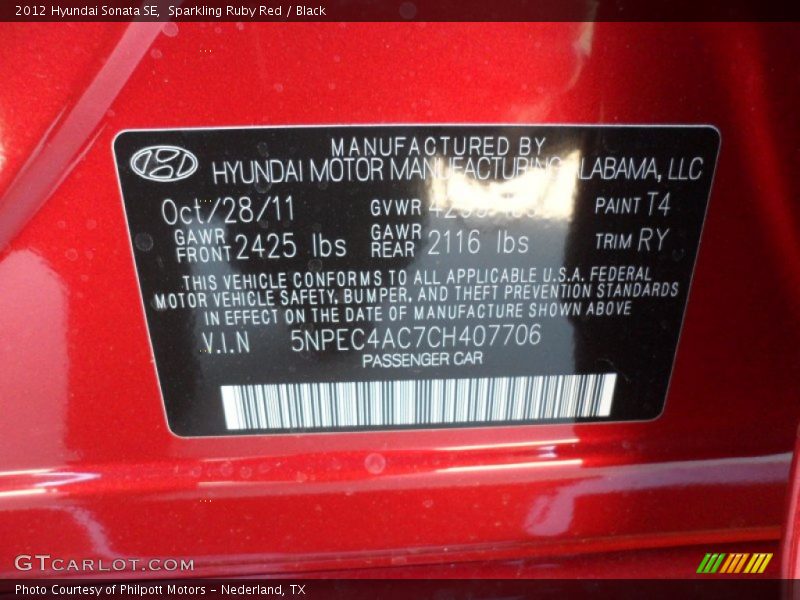 2012 Hyundai Sonata SE, Sparkling Ruby Red / Black
MANUFACTURED BY
HYUNDAI MOTOR MANUFACTURING ALABAMA, LLC
Oct/28/11 GVWR PAINT T4
GAWR FRONT 2425 lbs GAWR REAR 2116 lbs TRIM RY
THIS VEHICLE CONFORMS TO ALL APPLICABLE U.S.A. FEDERAL
MOTOR VEHICLE SAFETY, BUMPER, AND THEFT PREVENTION STANDARDS
IN EFFECT ON THE DATE OF MANUFACTURE SHOWN ABOVE
V.I.N 5NPEC4AC7CH407706
PASSENGER CAR
GTCARLOT.COM
Photo Courtesy of Philpott Motors - Nederland, TX